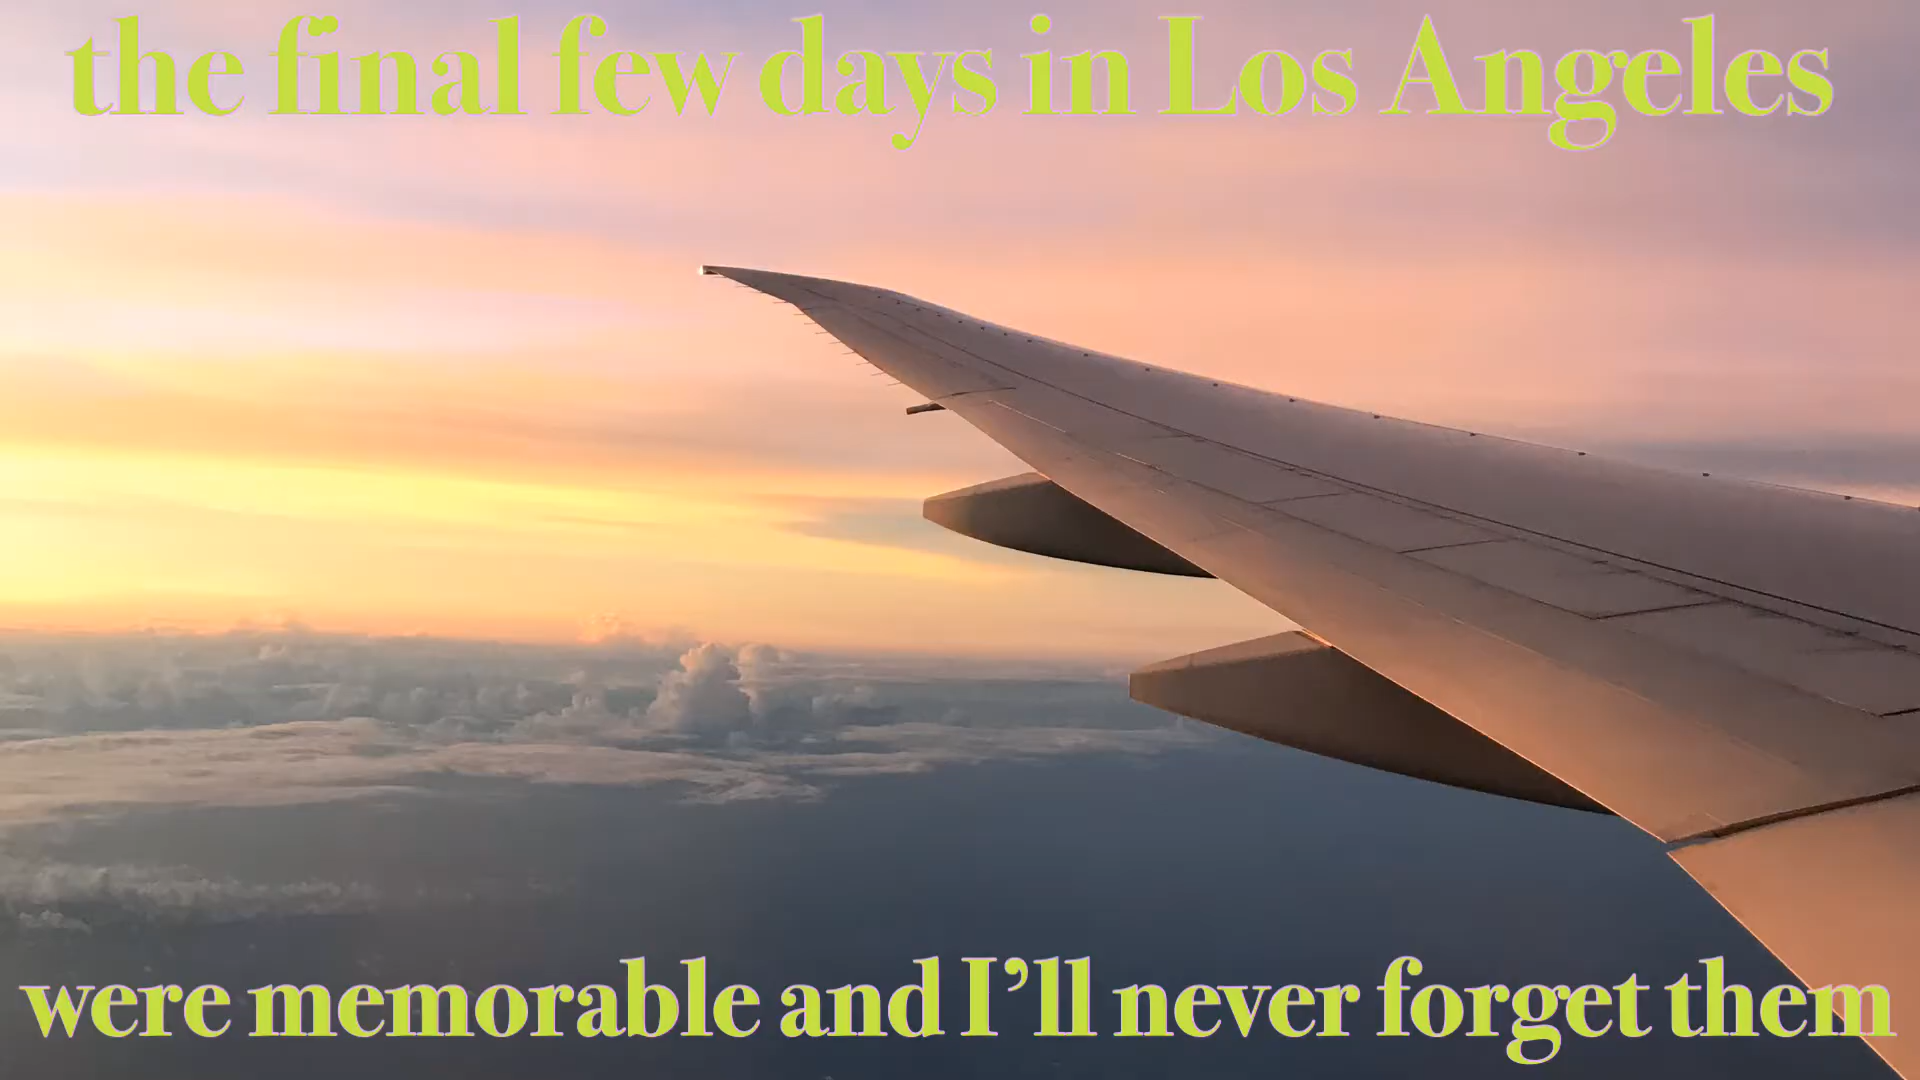 the final few days in Los Angeles
were memorable and I’ll never forget them